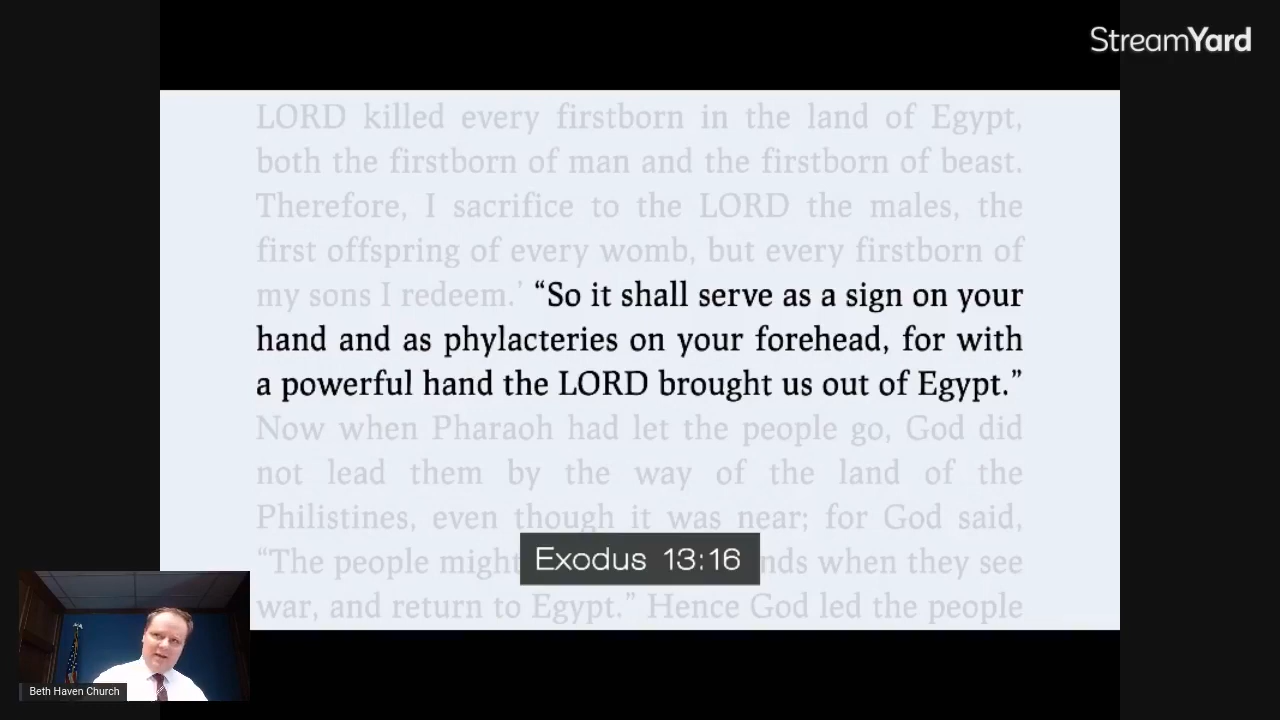 StreamYard
LORD killed every firstborn in the land of Egypt,
both the firstborn of man and the firstborn of beast.
Therefore, I sacrifice to the LORD the males, the
first offspring of every womb, but every firstborn of
my sons I redeem.’ “So it shall serve as a sign on your
hand and as phylacteries on your forehead, for with
a powerful hand the LORD brought us out of Egypt.”
Now when Pharaoh had let the people go, God did
not lead them by the way of the land of the
Philistines, even though it was near; for God said,
“The people might nds when they see
Exodus 13:16
war, and return to Egypt.” Hence God led the people
Beth Haven Church